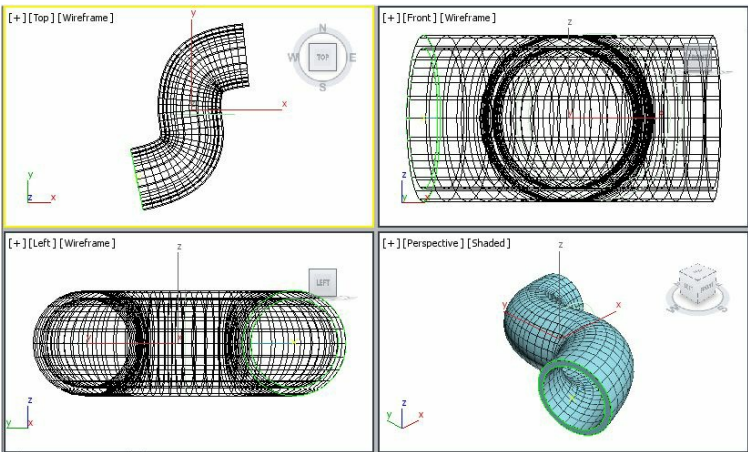 [+] [Top] [Wireframe]
y
N
W
TOP
E
S
x
y
z
x
[+] [Front] [Wireframe]
z
x
z
y
x
[+] [Left] [Wireframe]
z
LEFT
y
x
z
y
x
[+] [Perspective] [Shaded]
z
y
x
z
y
x